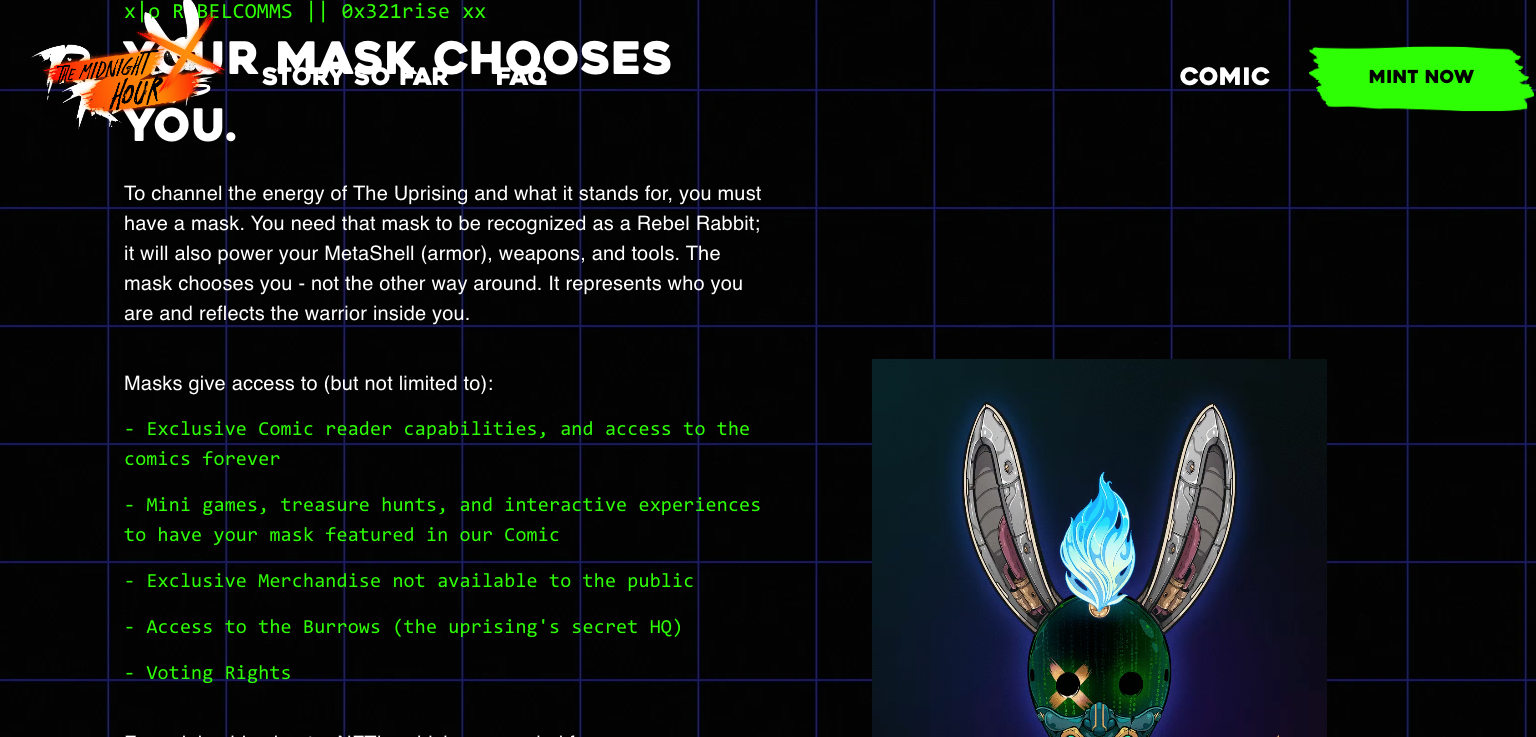 x|o REBELCOMMS || 0x321rise xx
YOUR MASK CHOOSES
YOU.
THE MIDNIGHT
HOUR
STORY SO FAR
FAQ
COMIC
MINT NOW
To channel the energy of The Uprising and what it stands for, you must
have a mask. You need that mask to be recognized as a Rebel Rabbit;
it will also power your MetaShell (armor), weapons, and tools. The
mask chooses you - not the other way around. It represents who you
are and reflects the warrior inside you.
Masks give access to (but not limited to):
- Exclusive Comic reader capabilities, and access to the
comics forever
- Mini games, treasure hunts, and interactive experiences
to have your mask featured in our Comic
- Exclusive Merchandise not available to the public
- Access to the Burrows (the uprising's secret HQ)
- Voting Rights